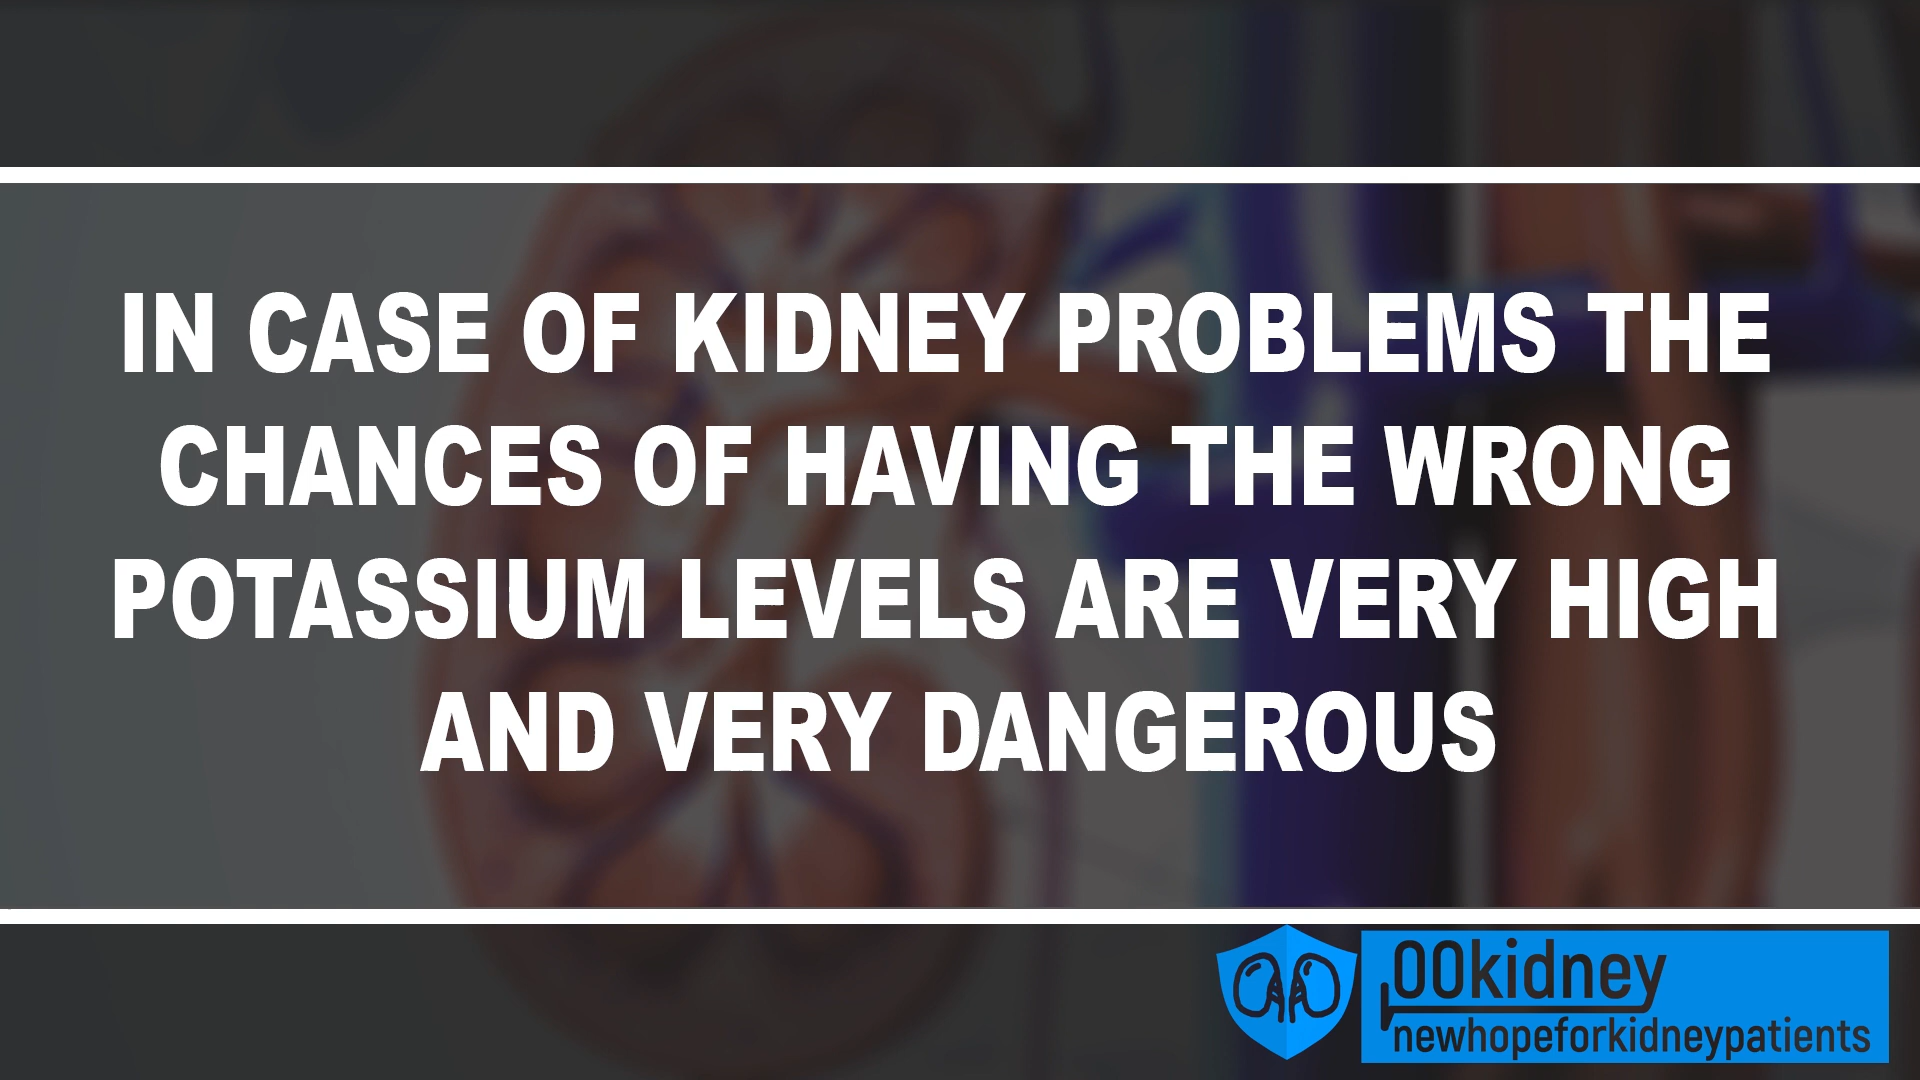 IN CASE OF KIDNEY PROBLEMS THE
CHANCES OF HAVING THE WRONG
POTASSIUM LEVELS ARE VERY HIGH
AND VERY DANGEROUS
00kidney
newhopeforkidneypatients